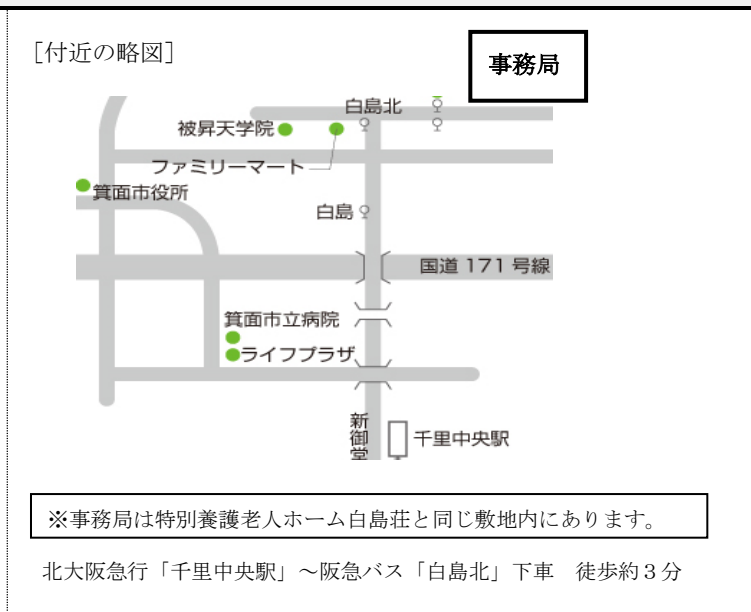 ［付近の略図］
事務局
白島北
被昇天学院
ファミリーマート
箕面市役所
白島
国道 171 号線
箕面市立病院
ライフプラザ
新御堂
千里中央駅
※事務局は特別養護老人ホーム白島荘と同じ敷地内にあります。
北大阪急行「千里中央駅」～阪急バス「白島北」下車　徒歩約３分